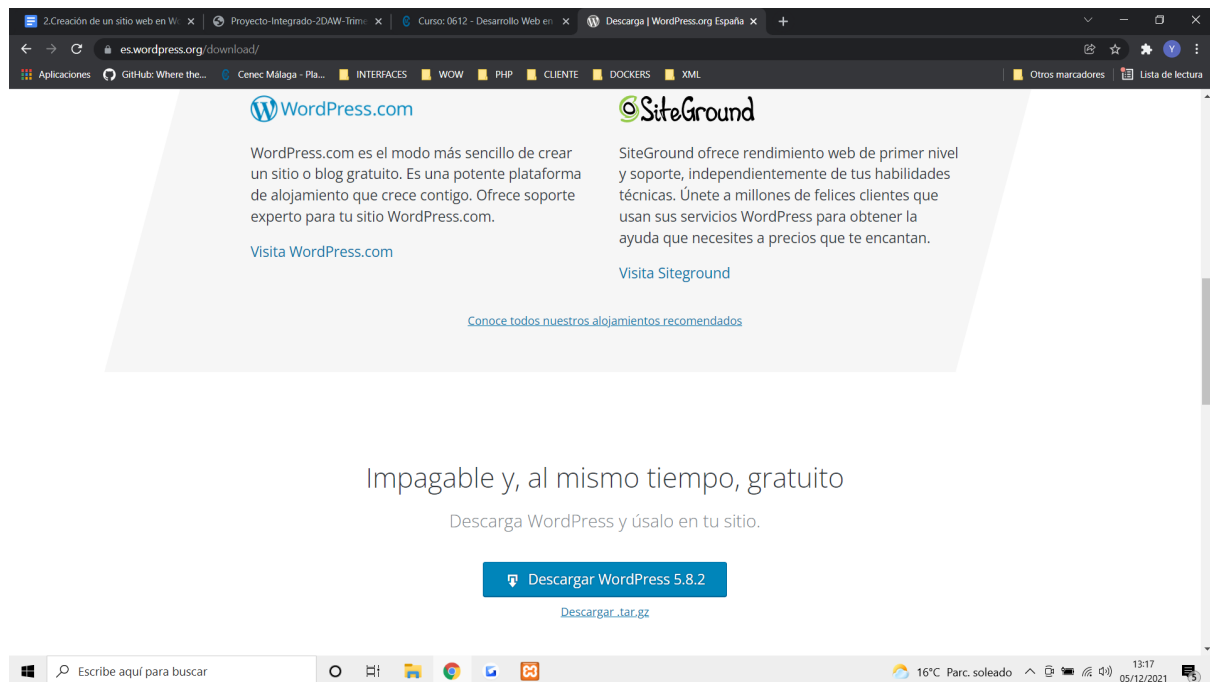 2.Creación de un sitio web en Wo
Proyecto-Integrado-2DAW-Trime
Curso: 0612 - Desarrollo Web en
Descarga | WordPress.org España
es.wordpress.org/download/
Y
Aplicaciones
GitHub: Where the...
Cenec Málaga - Pla...
INTERFACES
WOW
PHP
CLIENTE
DOCKERS
XML
Otros marcadores
Lista de lectura
WordPress.com
WordPress.com es el modo más sencillo de crear
un sitio o blog gratuito. Es una potente plataforma
de alojamiento que crece contigo. Ofrece soporte
experto para tu sitio WordPress.com.
Visita WordPress.com
SiteGround
SiteGround ofrece rendimiento web de primer nivel
y soporte, independientemente de tus habilidades
técnicas. Únete a millones de felices clientes que
usan sus servicios WordPress para obtener la
ayuda que necesites a precios que te encantan.
Visita Siteground
Conoce todos nuestros alojamientos recomendados
Impagable y, al mismo tiempo, gratuito
Descarga WordPress y úsalo en tu sitio.
Descargar WordPress 5.8.2
Descargar .tar.gz
Escribe aquí para buscar
16°C Parc. soleado
13:17
05/12/2021
5